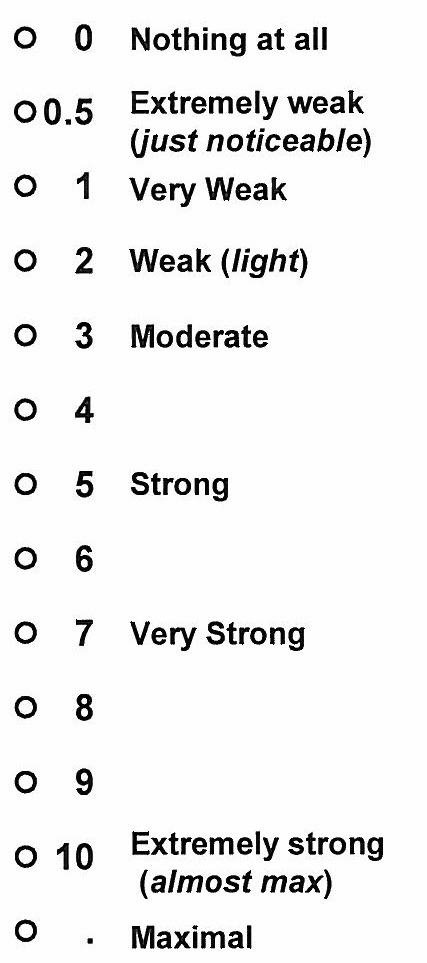 0 Nothing at all
0.5 Extremely weak
(just noticeable)
1 Very Weak
2 Weak (light)
3 Moderate
4
5 Strong
6
7 Very Strong
8
9
10 Extremely strong
(almost max)
. Maximal